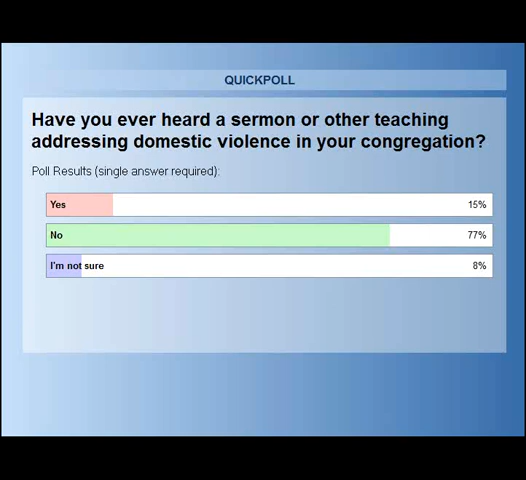 QUICKPOLL
Have you ever heard a sermon or other teaching
addressing domestic violence in your congregation?
Poll Results (single answer required):
Yes 15%
No 77%
I'm not sure 8%